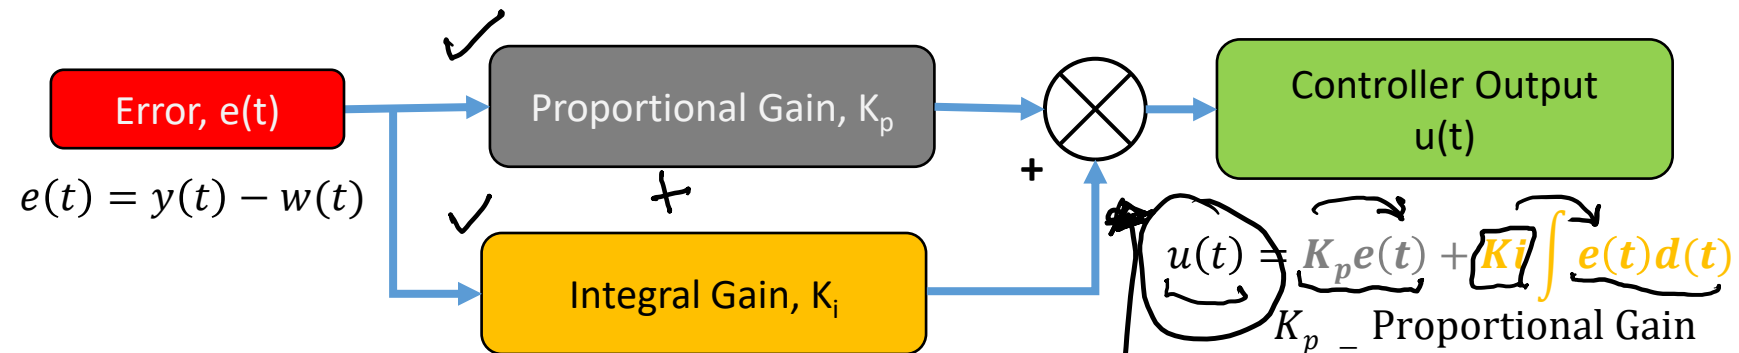 Error, e(t)
Proportional Gain, Kₚ
Controller Output
u(t)
e(t) = y(t) − w(t)
+
+
Integral Gain, Kᵢ
u(t) = Kₚe(t) + Ki ∫ e(t)d(t)
Kₚ _ Proportional Gain